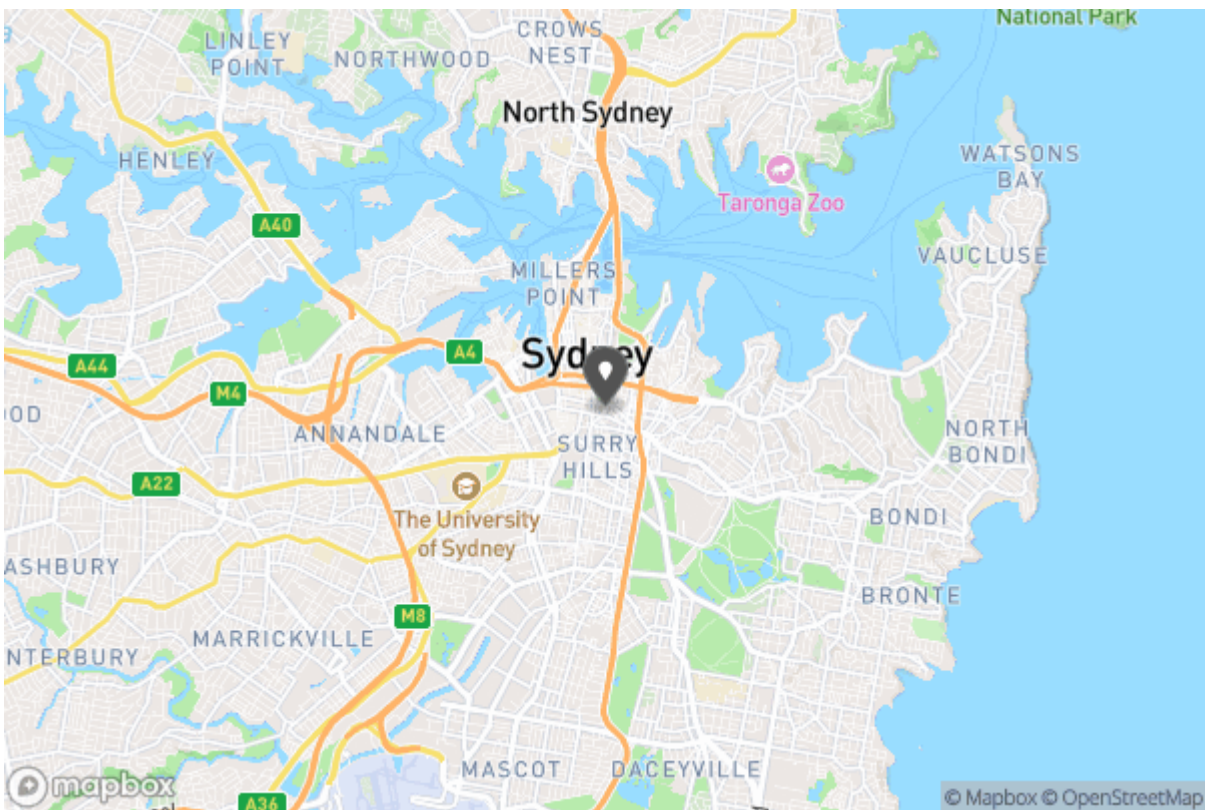 National Park
CROWS
NEST
LINLEY
POINT
NORTHWOOD
North Sydney
HENLEY
WATSONS
BAY
Taronga Zoo
A40
VAUCLUSE
MILLERS
POINT
Sydney
A4
A44
M4
OOD
ANNANDALE
SURRY
HILLS
NORTH
BONDI
A22
The University
of Sydney
BONDI
ASHBURY
BRONTE
M8
MARRICKVILLE
NTERBURY
MASCOT
DACEYVILLE
mapbox
A36
© Mapbox © OpenStreetMap